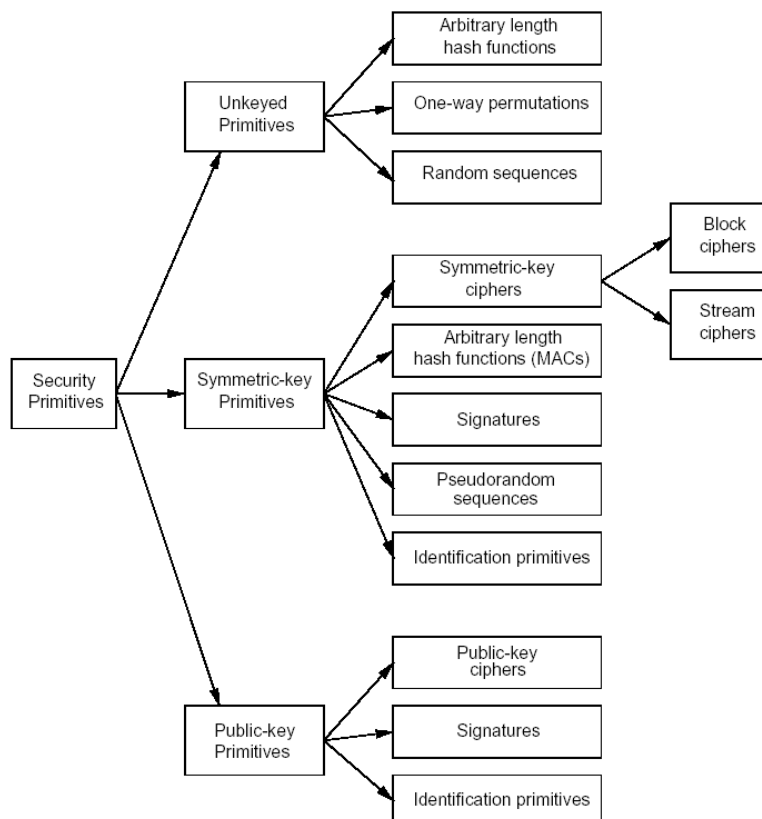 Arbitrary length
hash functions
Unkeyed
Primitives
One-way permutations
Random sequences
Block
ciphers
Symmetric-key
ciphers
Stream
ciphers
Arbitrary length
hash functions (MACs)
Security
Primitives
Symmetric-key
Primitives
Signatures
Pseudorandom
sequences
Identification primitives
Public-key
ciphers
Public-key
Primitives
Signatures
Identification primitives